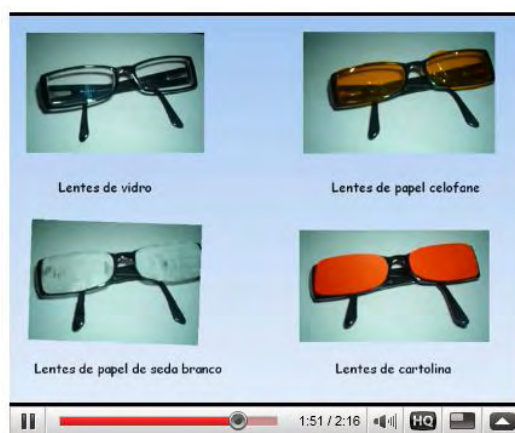 Lentes de vidro
Lentes de papel celofane
Lentes de papel de seda branco
Lentes de cartolina
1:51 / 2:16
HQ